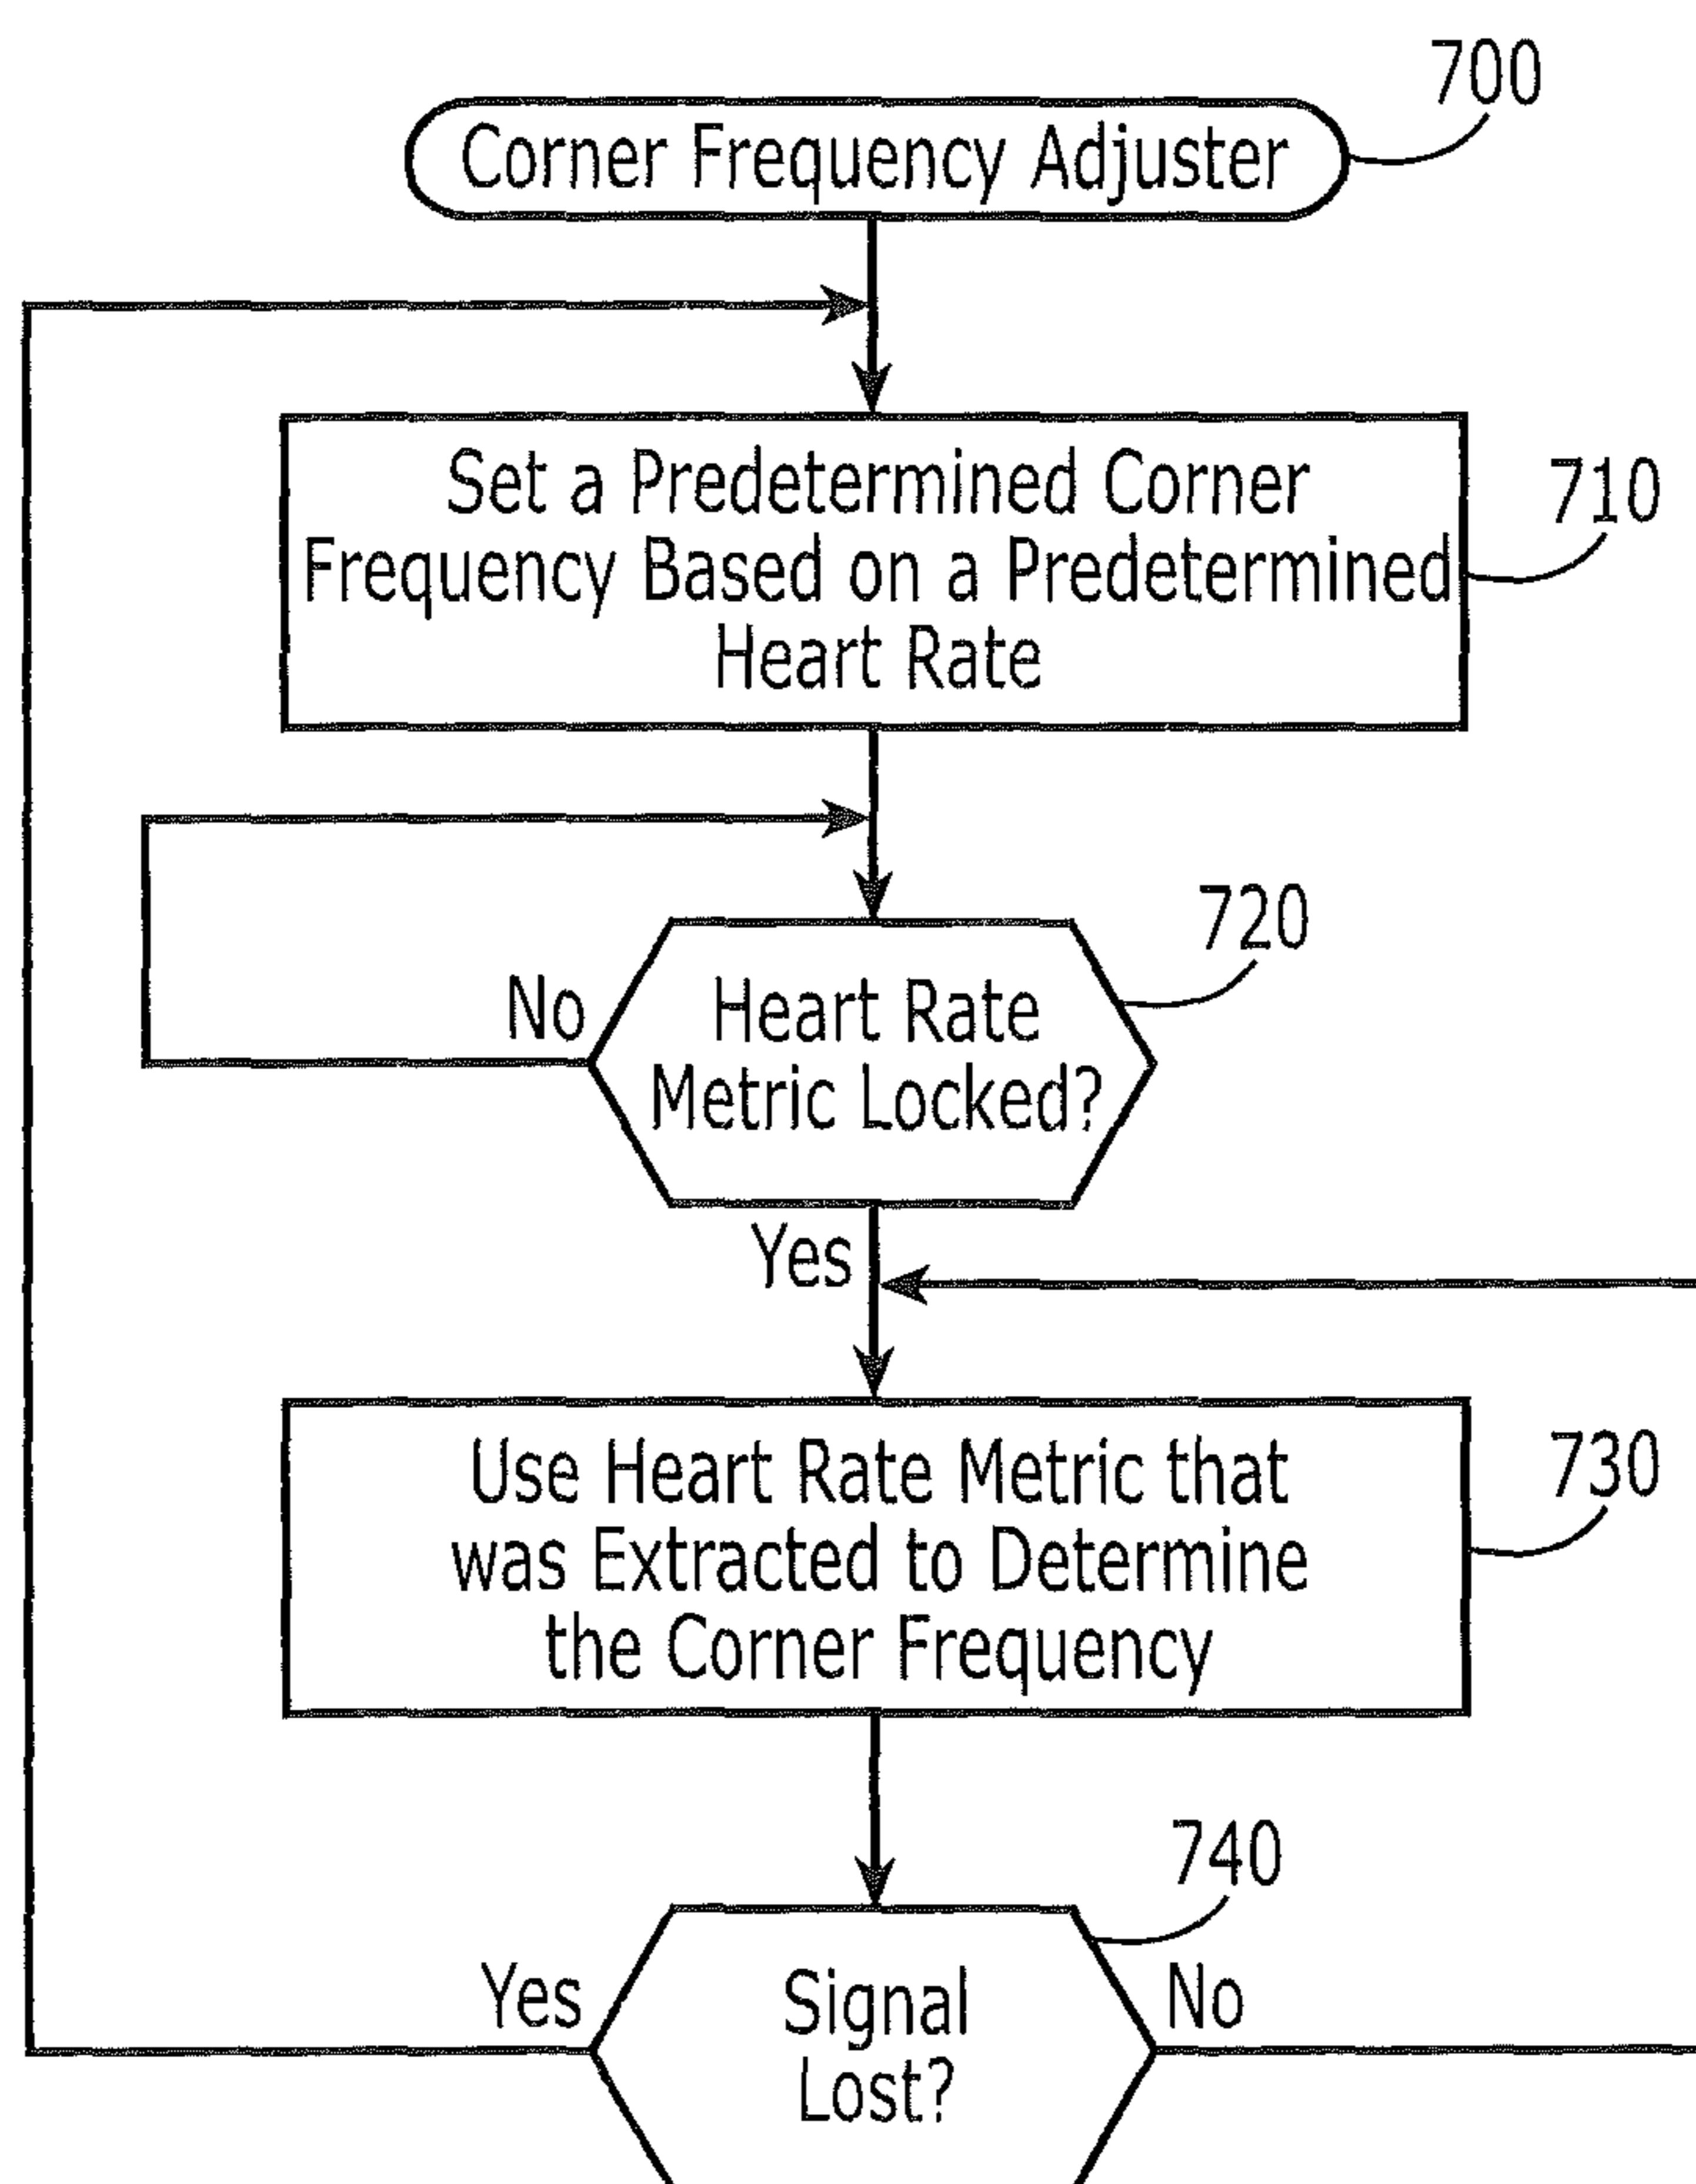 700
Corner Frequency Adjuster
Set a Predetermined Corner
Frequency Based on a Predetermined
Heart Rate
710
720
No
Heart Rate
Metric Locked?
Yes
Use Heart Rate Metric that
was Extracted to Determine
the Corner Frequency
730
740
Yes
Signal
Lost?
No